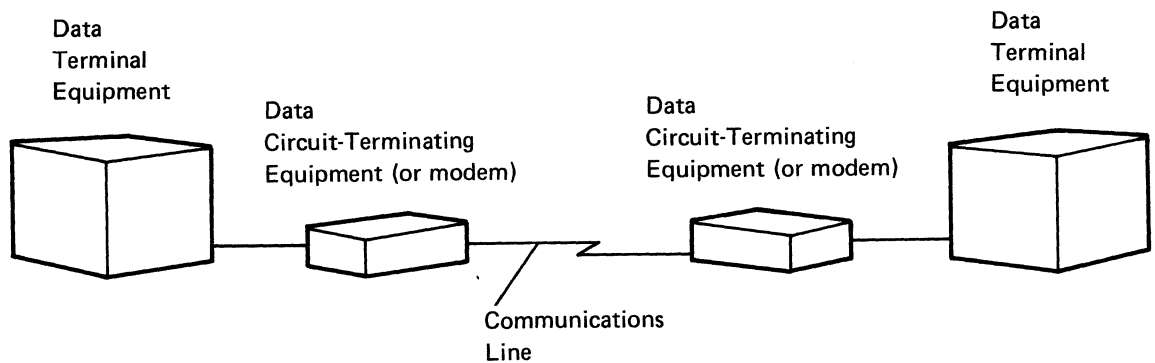 Data
Terminal
Equipment
Data
Circuit-Terminating
Equipment (or modem)
Data
Circuit-Terminating
Equipment (or modem)
Data
Terminal
Equipment
Communications
Line